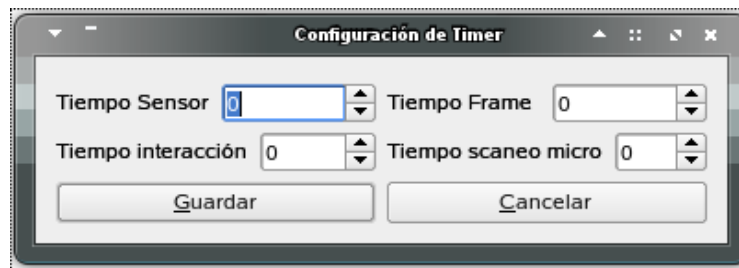 Configuración de Timer
Tiempo Sensor 0 Tiempo Frame 0
Tiempo interacción 0 Tiempo scaneo micro 0
Guardar Cancelar